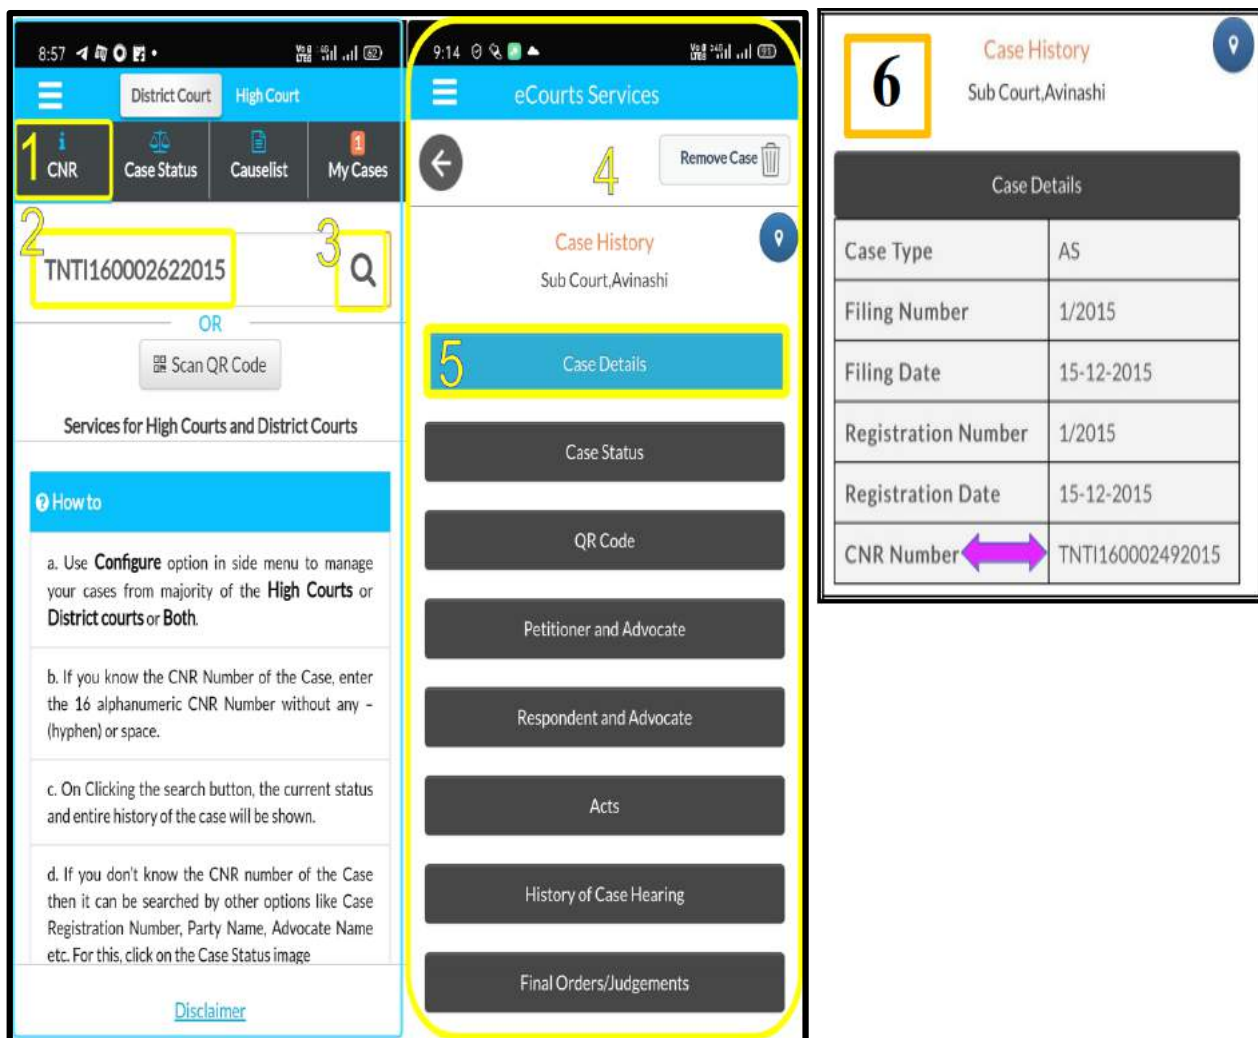 8:57
District Court High Court
1
CNR Case Status Causelist 1 My Cases
2
TNTI160002622015
3
OR
Scan QR Code
Services for High Courts and District Courts
How to
a. Use Configure option in side menu to manage
your cases from majority of the High Courts or
District courts or Both.
b. If you know the CNR Number of the Case, enter
the 16 alphanumeric CNR Number without any –
(hyphen) or space.
c. On Clicking the search button, the current status
and entire history of the case will be shown.
d. If you don't know the CNR number of the Case
then it can be searched by other options like Case
Registration Number, Party Name, Advocate Name
etc. For this, click on the Case Status image
Disclaimer
9:14
eCourts Services
4
Remove Case
Case History
Sub Court,Avinashi
5
Case Details
Case Status
QR Code
Petitioner and Advocate
Respondent and Advocate
Acts
History of Case Hearing
Final Orders/Judgements
6
Case History
Sub Court,Avinashi
Case Details
Case Type AS
Filing Number 1/2015
Filing Date 15-12-2015
Registration Number 1/2015
Registration Date 15-12-2015
CNR Number TNTI160002492015